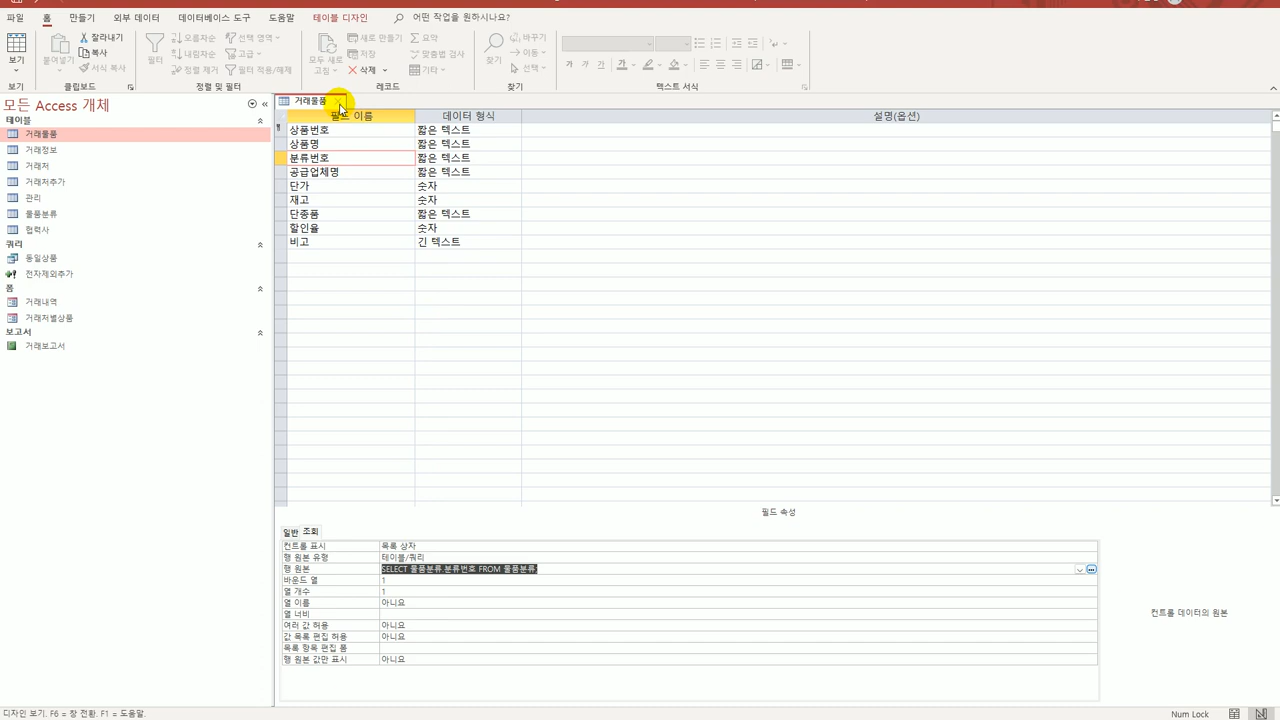 파일 홈 만들기 외부 데이터 데이터베이스 도구 도움말 테이블 디자인 어떤 작업을 원하시나요?
보기
붙여넣기
잘라내기
복사
서식 복사
필터
오름차순
내림차순
정렬 제거
선택 영역
고급
필터 적용/해제
모두 새로 고침
새로 만들기
저장
삭제
요약
맞춤법 검사
기타
찾기
바꾸기
이동
선택
보기 클립보드 정렬 및 필터 레코드 찾기 텍스트 서식
모든 Access 개체
테이블
거래물품
거래정보
거래처
거래처추가
관리
물품분류
협력사
쿼리
동일상품
전자제외추가
폼
거래내역
거래처별상품
보고서
거래보고서
거래물품
필드 이름 데이터 형식 설명(옵션)
상품번호 짧은 텍스트
상품명 짧은 텍스트
분류번호 짧은 텍스트
공급업체명 짧은 텍스트
단가 숫자
재고 숫자
단종품 짧은 텍스트
할인율 숫자
비고 긴 텍스트
필드 속성
일반 조회
컨트롤 표시 목록 상자
행 원본 유형 테이블/쿼리
행 원본 SELECT 물품분류.분류번호 FROM 물품분류;
바운드 열 1
열 개수 1
열 이름 아니요
열 너비
여러 값 허용 아니요
값 목록 편집 허용 아니요
목록 항목 편집 폼
행 원본 값만 표시 아니요
컨트롤 데이터의 원본
디자인 보기. F6 = 창 전환. F1 = 도움말.
Num Lock